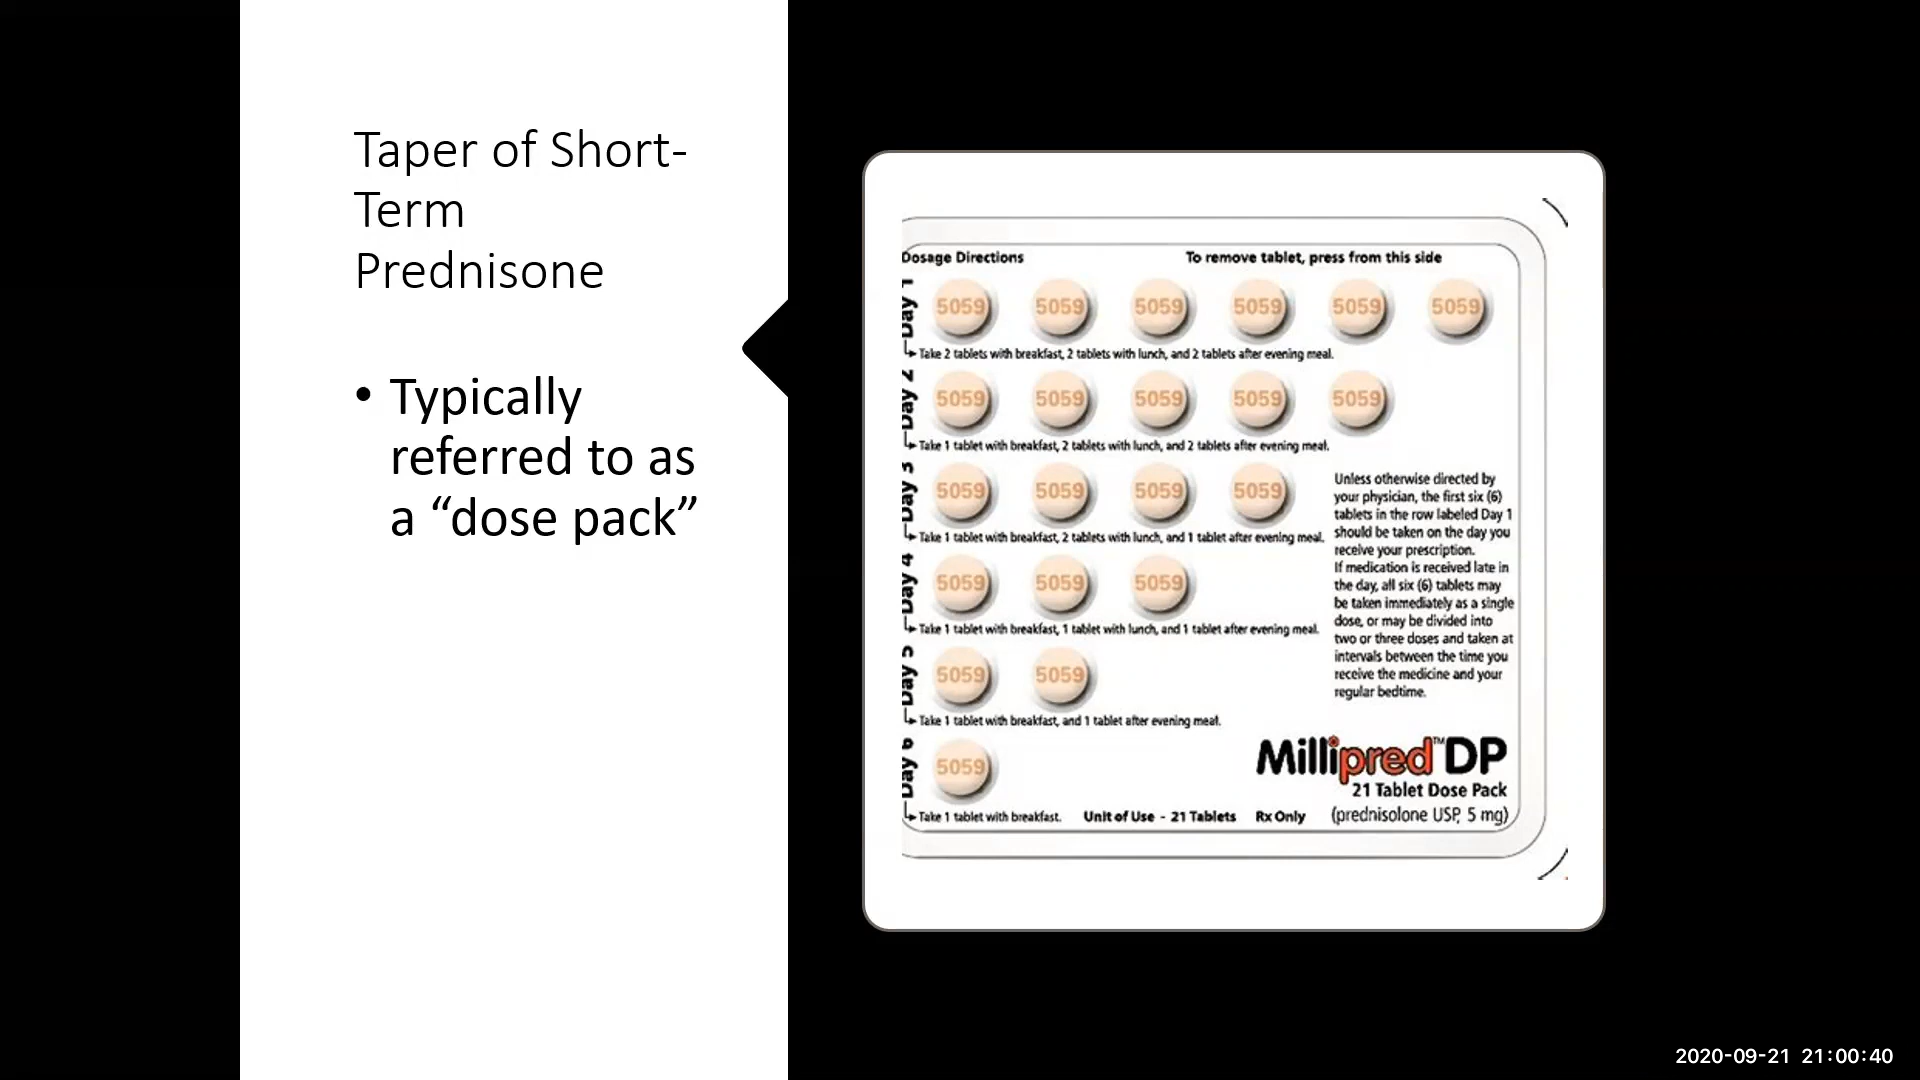 Taper of Short-
Term
Prednisone
• Typically
referred to as
a “dose pack”
Dosage Directions
To remove tablet, press from this side
Day 1
5059 5059 5059 5059 5059 5059
Take 2 tablets with breakfast, 2 tablets with lunch, and 2 tablets after evening meal.
Day 2
5059 5059 5059 5059 5059
Take 1 tablet with breakfast, 2 tablets with lunch, and 2 tablets after evening meal.
Day 3
5059 5059 5059 5059
Take 1 tablet with breakfast, 2 tablets with lunch, and 1 tablet after evening meal.
Day 4
5059 5059 5059
Take 1 tablet with breakfast, 1 tablet with lunch, and 1 tablet after evening meal.
Day 5
5059 5059
Take 1 tablet with breakfast, and 1 tablet after evening meal.
Day 6
5059
Take 1 tablet with breakfast.
Unit of Use - 21 Tablets
Rx Only
Unless otherwise directed by
your physician, the first six (6)
tablets in the row labeled Day 1
should be taken on the day you
receive your prescription.
If medication is received late in
the day, all six (6) tablets may
be taken immediately as a single
dose, or may be divided into
two or three doses and taken at
intervals between the time you
receive the medicine and your
regular bedtime.
Millipred™ DP
21 Tablet Dose Pack
(prednisolone USP, 5 mg)
2020-09-21 21:00:40